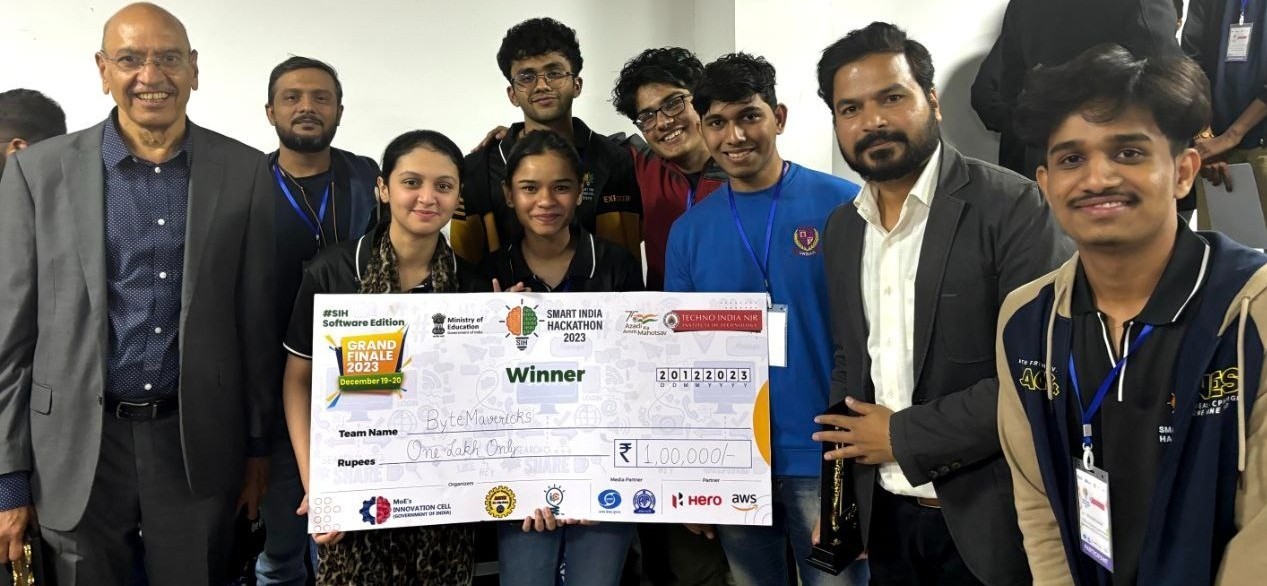 #SIH
Software Edition
GRAND
FINALE
2023
December 19-20
Ministry of
Education
Government of India
SIH
SMART INDIA
HACKATHON
2023
75
Azadi Ka
Amrit Mahotsav
TECHNO INDIA NJR
INSTITUTE OF TECHNOLOGY
Winner
20122023
D D M M Y Y Y Y
Team Name ByteMavericks
Rupees One Lakh Only ₹ 1,00,000/-
Organizers
Media Partner
Partner
MoE's
INNOVATION CELL
(GOVERNMENT OF INDIA)
Hero
aws